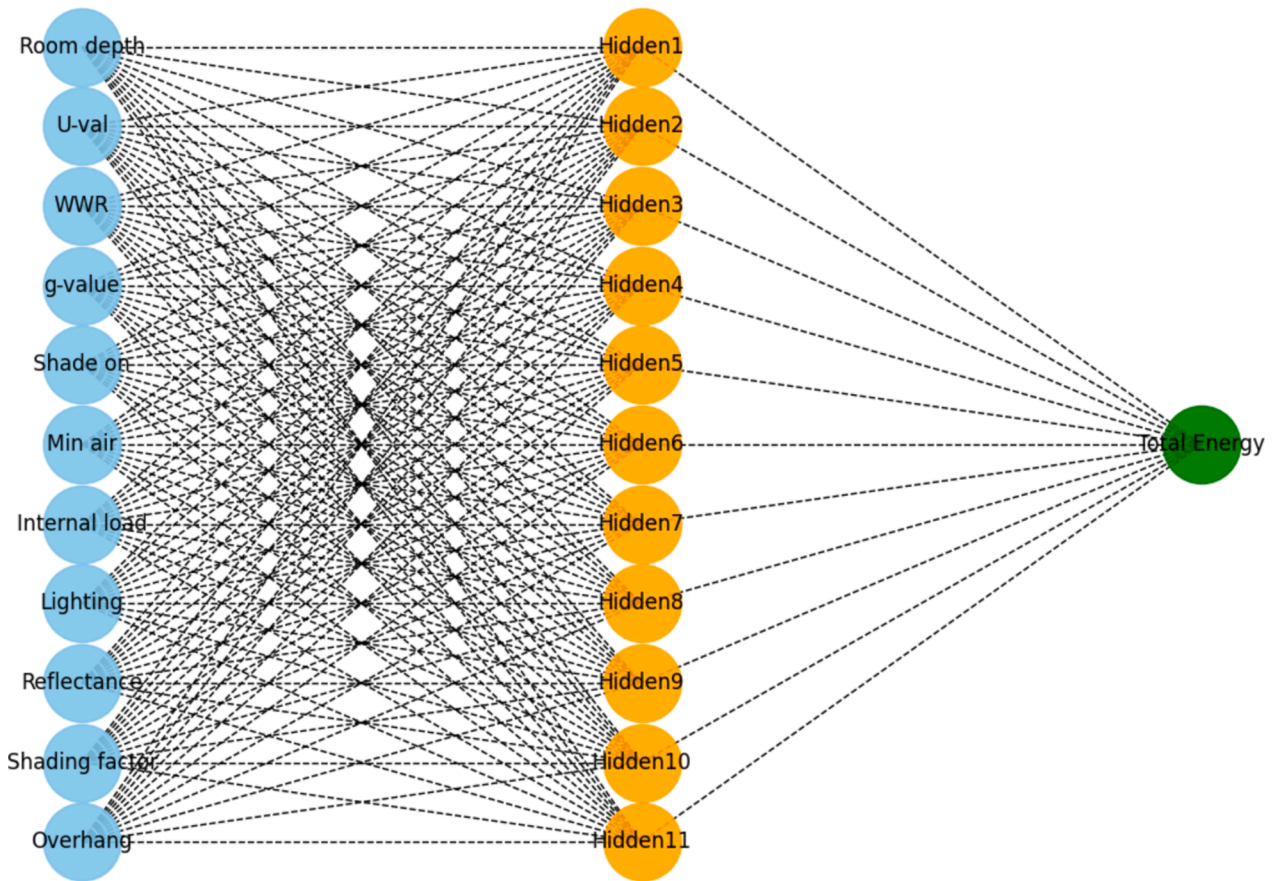 Room depth
U-val
WWR
g-value
Shade on
Min air
Internal load
Lighting
Reflectance
Shading factor
Overhang
Hidden1
Hidden2
Hidden3
Hidden4
Hidden5
Hidden6
Hidden7
Hidden8
Hidden9
Hidden10
Hidden11
Total Energy